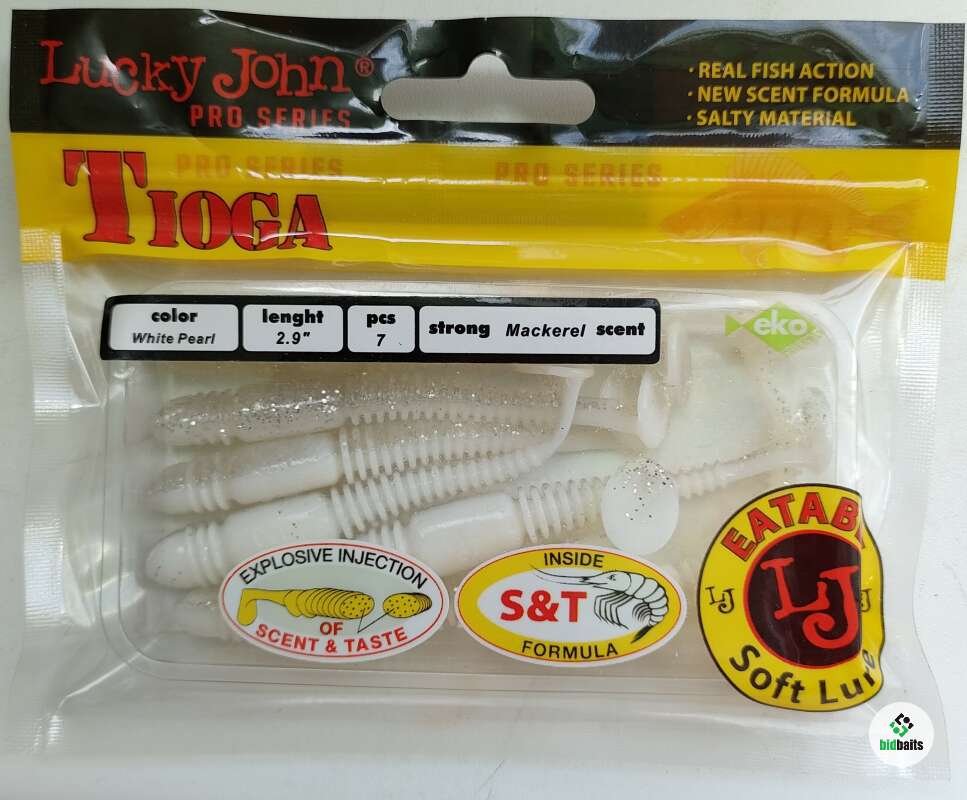 Lucky John®
PRO SERIES
· REAL FISH ACTION
· NEW SCENT FORMULA
· SALTY MATERIAL
PRO SERIES
PRO SERIES
TIOGA
color
White Pearl
lenght
2.9"
pcs
7
strong Mackerel scent
eko
EXPLOSIVE INJECTION
OF
SCENT & TASTE
INSIDE
S&T
FORMULA
EATABL
LJ
LJ
LJ
Soft Lure
bidbaits